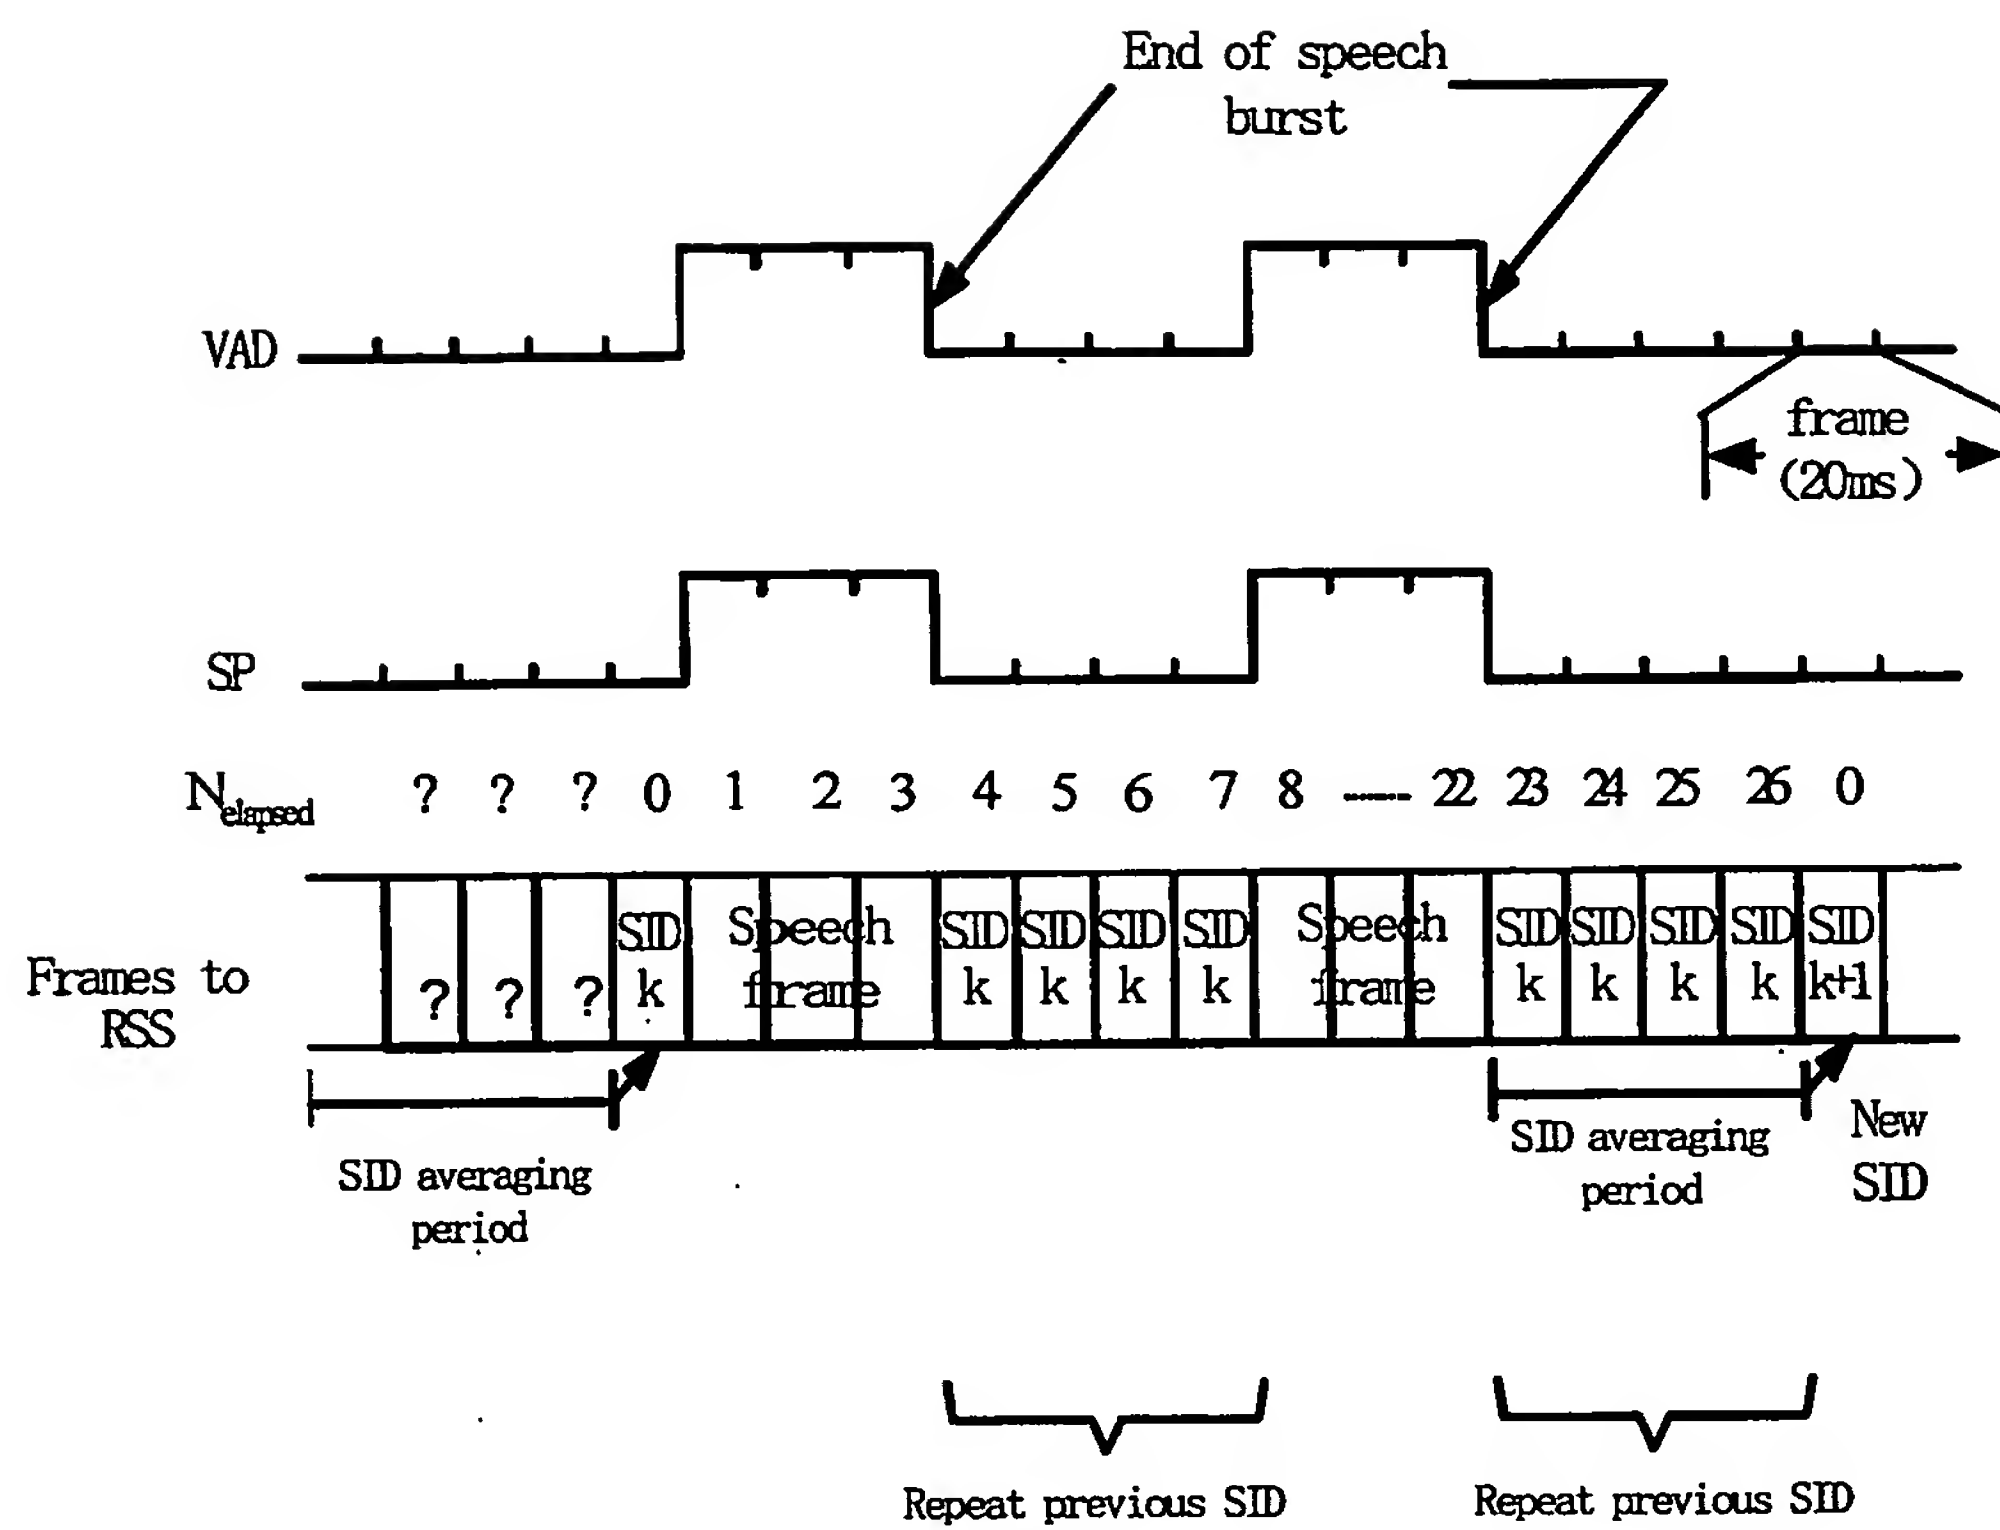 End of speech
burst
VAD
frame
(20ms)
SP
Nelapsed ? ? ? 0 1 2 3 4 5 6 7 8 ------- 22 23 24 25 26 0
Frames to
RSS
? ? ? SID k Speech frame SID k SID k SID k SID k Speech frame SID k SID k SID k SID k SID k+1
SID averaging
period
SID averaging
period
New
SID
Repeat previous SID
Repeat previous SID